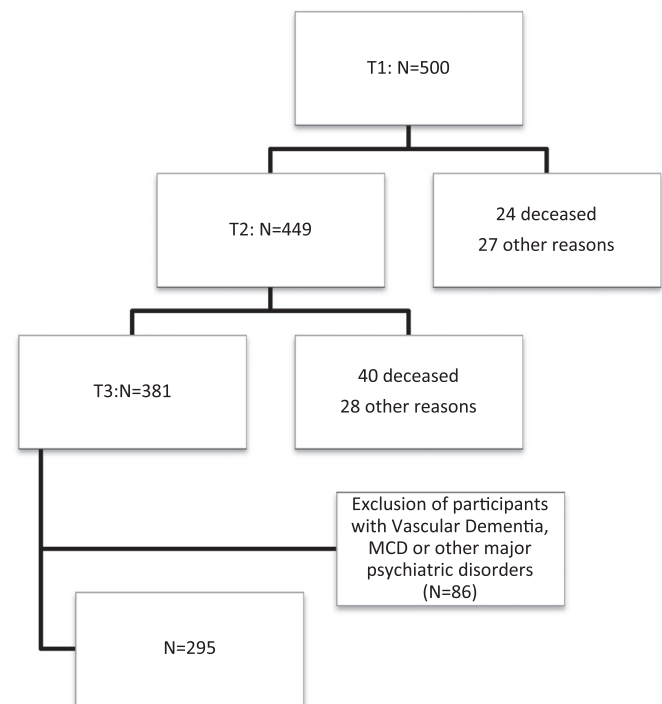 T1: N=500
T2: N=449
24 deceased
27 other reasons
T3:N=381
40 deceased
28 other reasons
Exclusion of participants
with Vascular Dementia,
MCD or other major
psychiatric disorders
(N=86)
N=295